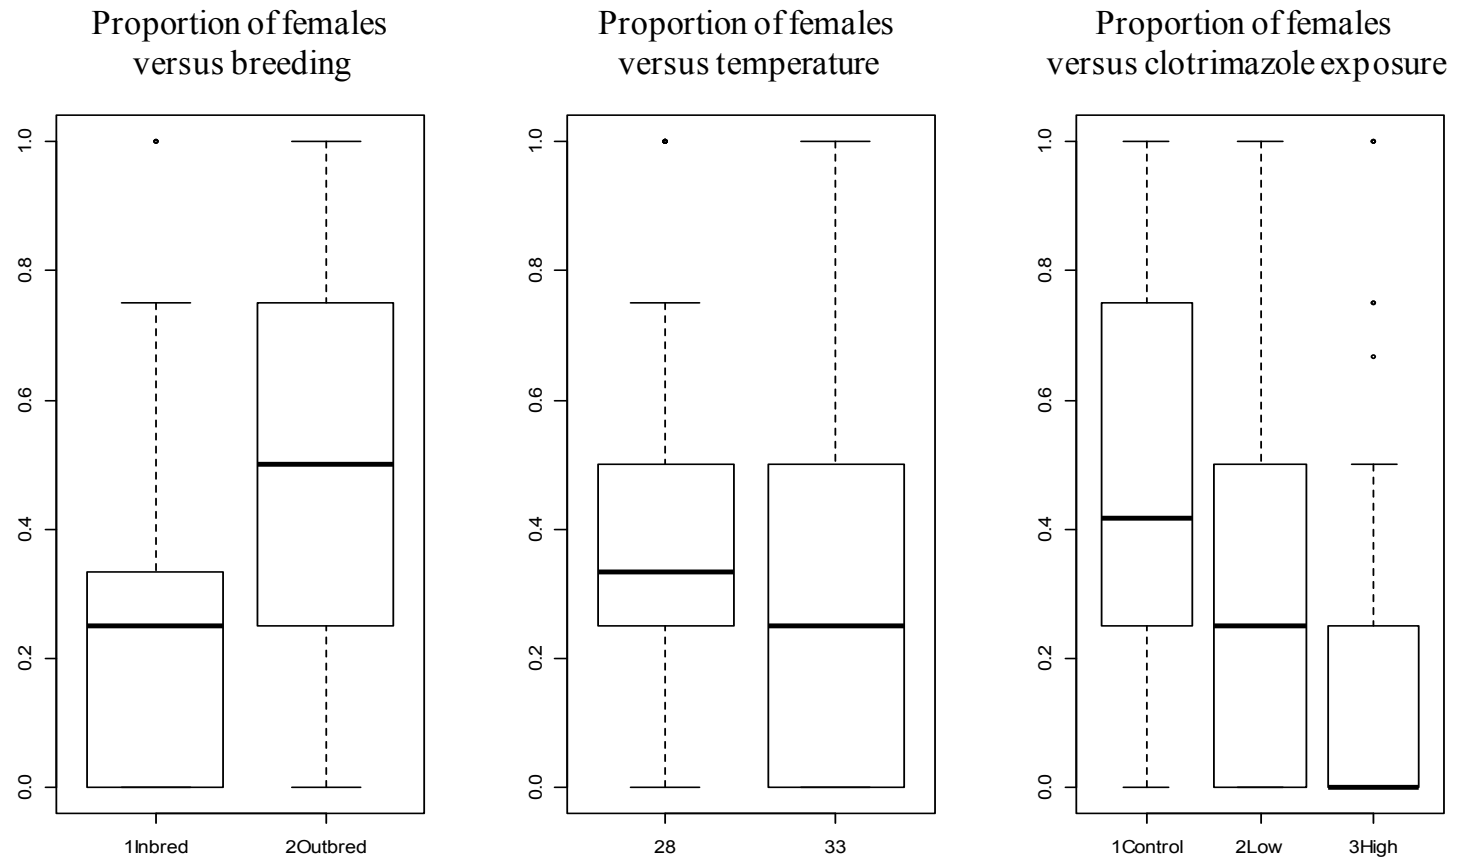 Proportion of females
versus breeding
1.0
0.8
0.6
0.4
0.2
0.0
1Inbred 2Outbred
Proportion of females
versus temperature
1.0
0.8
0.6
0.4
0.2
0.0
28 33
Proportion of females
versus clotrimazole exposure
1.0
0.8
0.6
0.4
0.2
0.0
1Control 2Low 3High